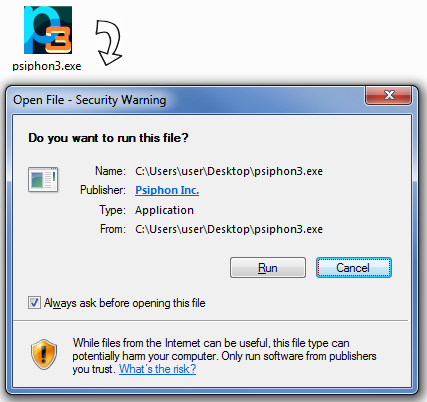 p3
psiphon3.exe
Open File - Security Warning
Do you want to run this file?
Name: C:\Users\user\Desktop\psiphon3.exe
Publisher: Psiphon Inc.
Type: Application
From: C:\Users\user\Desktop\psiphon3.exe
Run Cancel
Always ask before opening this file
While files from the Internet can be useful, this file type can
potentially harm your computer. Only run software from publishers
you trust. What's the risk?